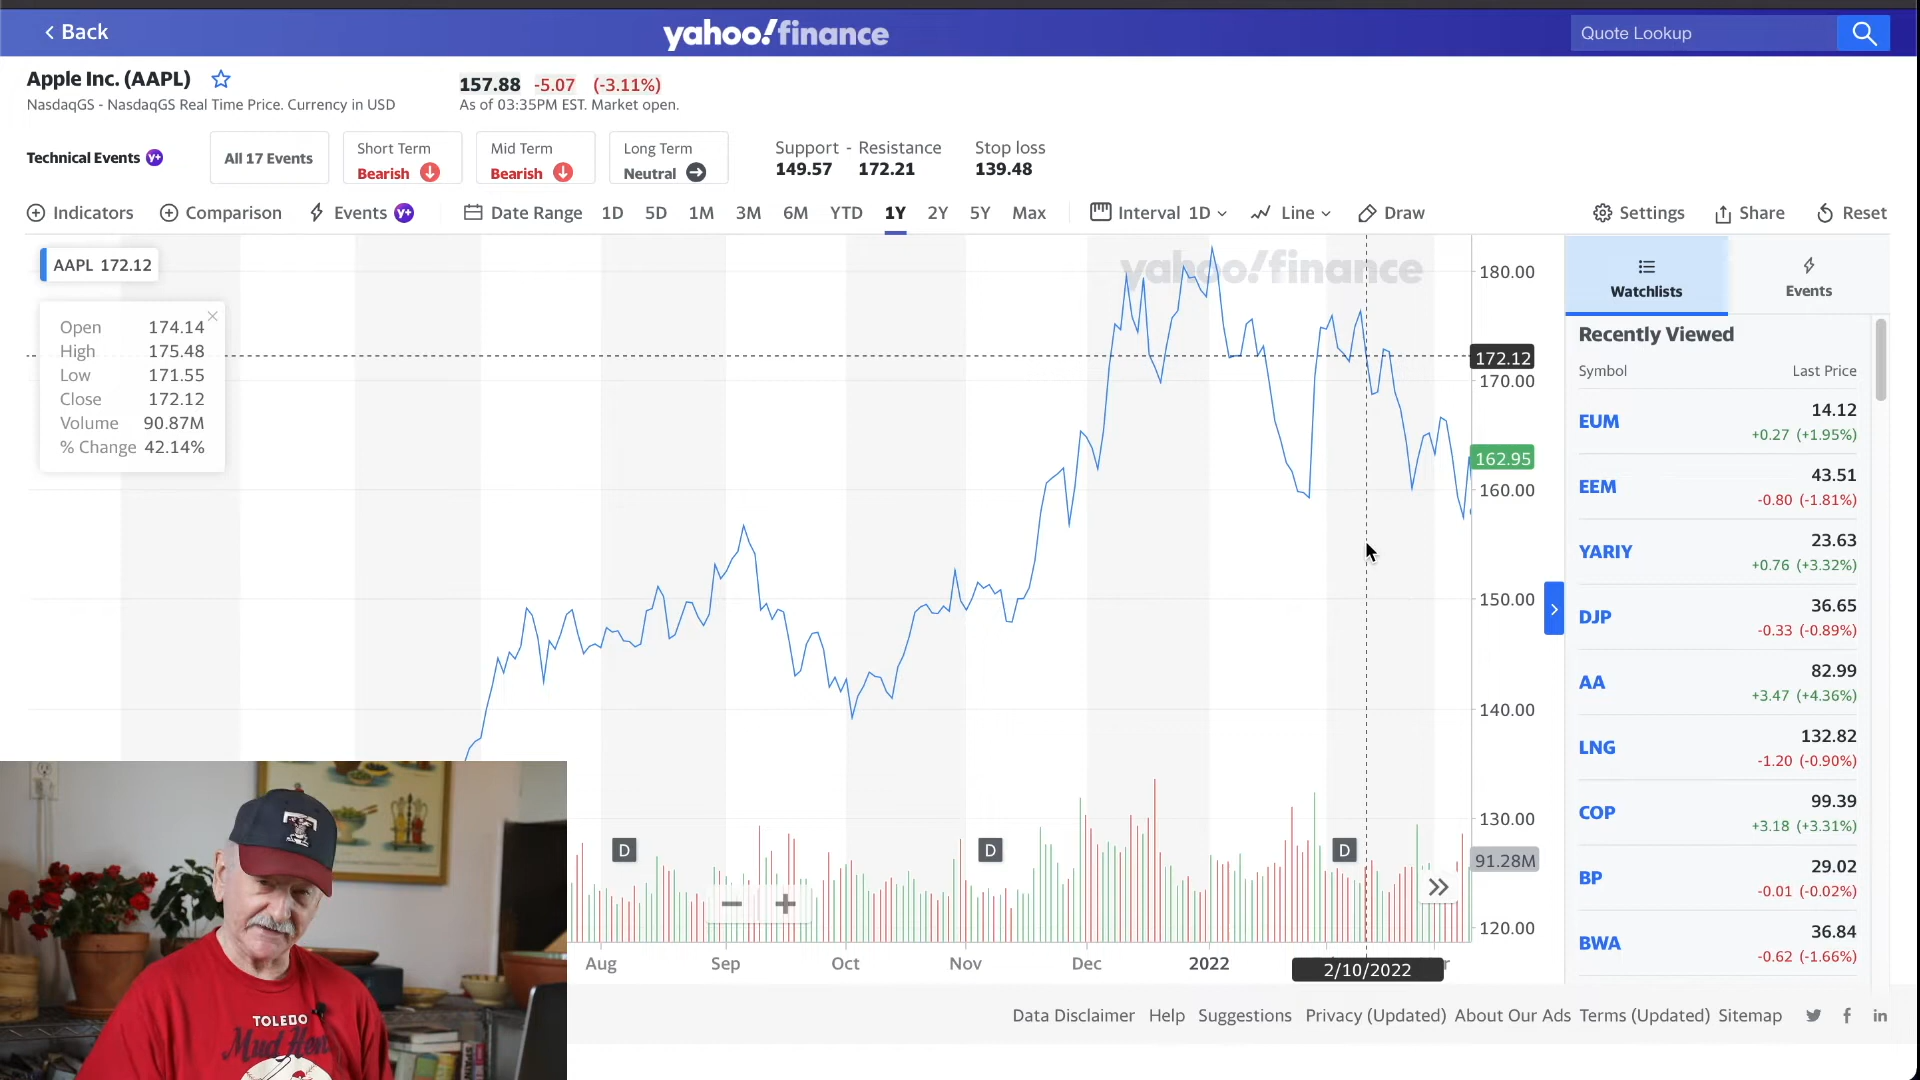 Back
yahoo!finance
Quote Lookup
Apple Inc. (AAPL)
157.88 -5.07 (-3.11%)
NasdaqGS - NasdaqGS Real Time Price. Currency in USD
As of 03:35PM EST. Market open.
Technical Events Y+
All 17 Events
Short Term
Bearish
Mid Term
Bearish
Long Term
Neutral
Support - Resistance
149.57 172.21
Stop loss
139.48
Indicators
Comparison
Events Y+
Date Range 1D 5D 1M 3M 6M YTD 1Y 2Y 5Y Max
Interval 1D
Line
Draw
Settings
Share
Reset
AAPL 172.12
Open 174.14
High 175.48
Low 171.55
Close 172.12
Volume 90.87M
% Change 42.14%
yahoo!finance
180.00
172.12
170.00
162.95
160.00
150.00
140.00
130.00
91.28M
120.00
D D D
Aug Sep Oct Nov Dec 2022 2/10/2022
Watchlists
Events
Recently Viewed
Symbol Last Price
EUM 14.12
+0.27 (+1.95%)
EEM 43.51
-0.80 (-1.81%)
YARIY 23.63
+0.76 (+3.32%)
DJP 36.65
-0.33 (-0.89%)
AA 82.99
+3.47 (+4.36%)
LNG 132.82
-1.20 (-0.90%)
COP 99.39
+3.18 (+3.31%)
BP 29.02
-0.01 (-0.02%)
BWA 36.84
-0.62 (-1.66%)
Data Disclaimer Help Suggestions Privacy (Updated) About Our Ads Terms (Updated) Sitemap
T
TOLEDO
Mud Hen